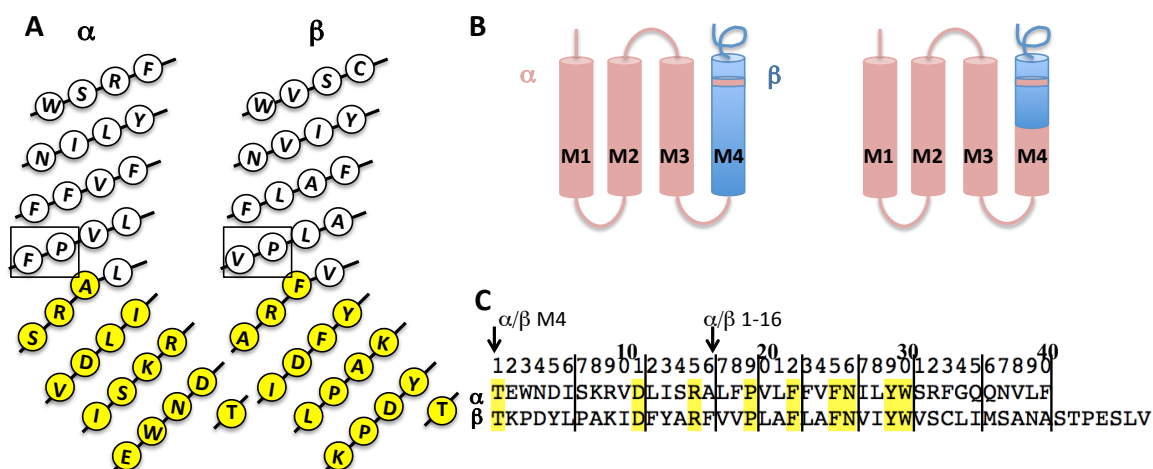 A
α
W S R F
N I L Y
F F V F
F P V L
S R A L
V D L I
I S K R
E W N D
T
β
W V S C
N V I Y
F L A F
V P L A
A R F V
I D F Y
L P A K
K P D Y
T
B
α
M1 M2 M3 M4
β
M1 M2 M3 M4
C
α/β M4 α/β 1-16
10 20 30 40
1234567890123456789012345678901234567890
α TEWNDISKRVDLISRALFPVLFFVFNILYWSRFGQQNVLF
β TKPDYLPAKIDFYARFVVPLAFLAFNVIYWVSCLIMSANASTPESLV